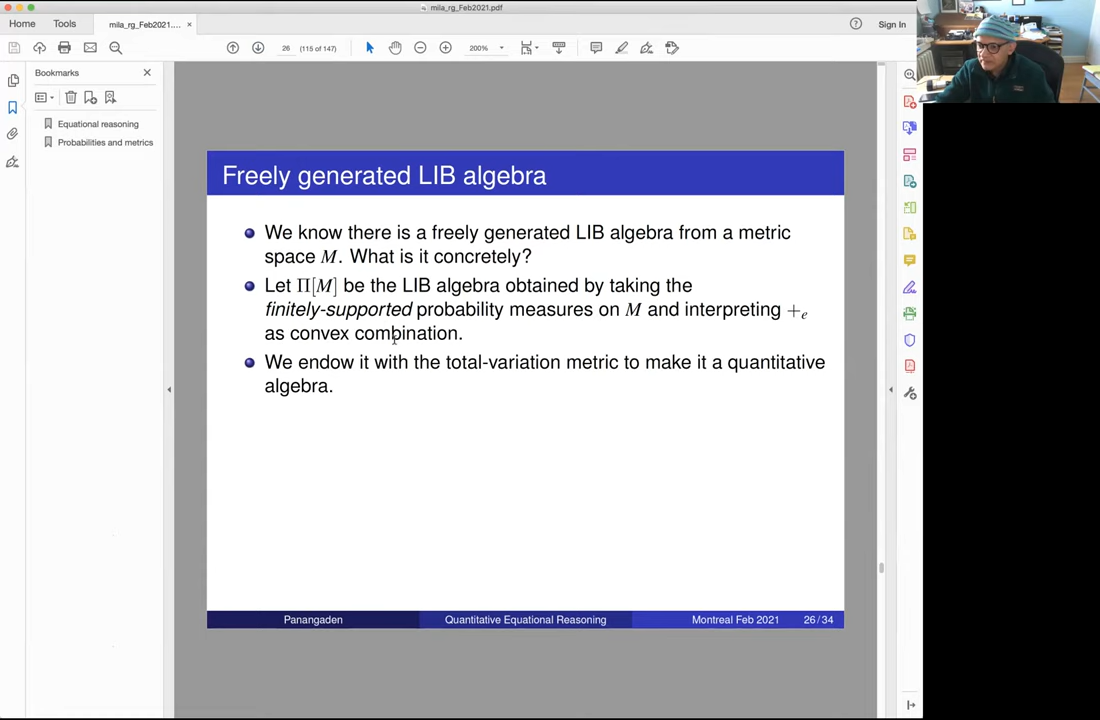 mila_rg_Feb2021.pdf
Home
Tools
mila_rg_Feb2021....
Sign In
26
(115 of 147)
200%
Bookmarks
Equational reasoning
Probabilities and metrics
Freely generated LIB algebra
We know there is a freely generated LIB algebra from a metric
space M. What is it concretely?
Let Π[M] be the LIB algebra obtained by taking the
finitely-supported probability measures on M and interpreting +e
as convex combination.
We endow it with the total-variation metric to make it a quantitative
algebra.
Panangaden
Quantitative Equational Reasoning
Montreal Feb 2021
26 / 34